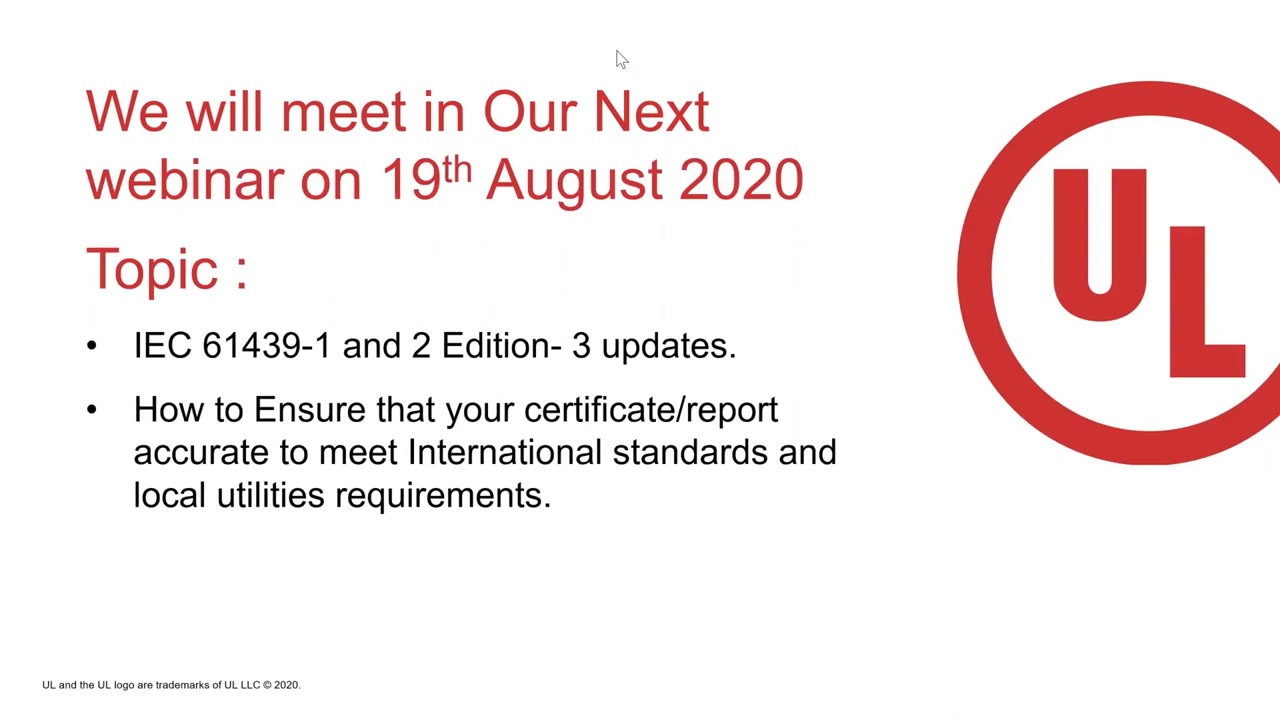 We will meet in Our Next
webinar on 19th August 2020
Topic :
• IEC 61439-1 and 2 Edition- 3 updates.
• How to Ensure that your certificate/report
accurate to meet International standards and
local utilities requirements.
UL
UL and the UL logo are trademarks of UL LLC © 2020.